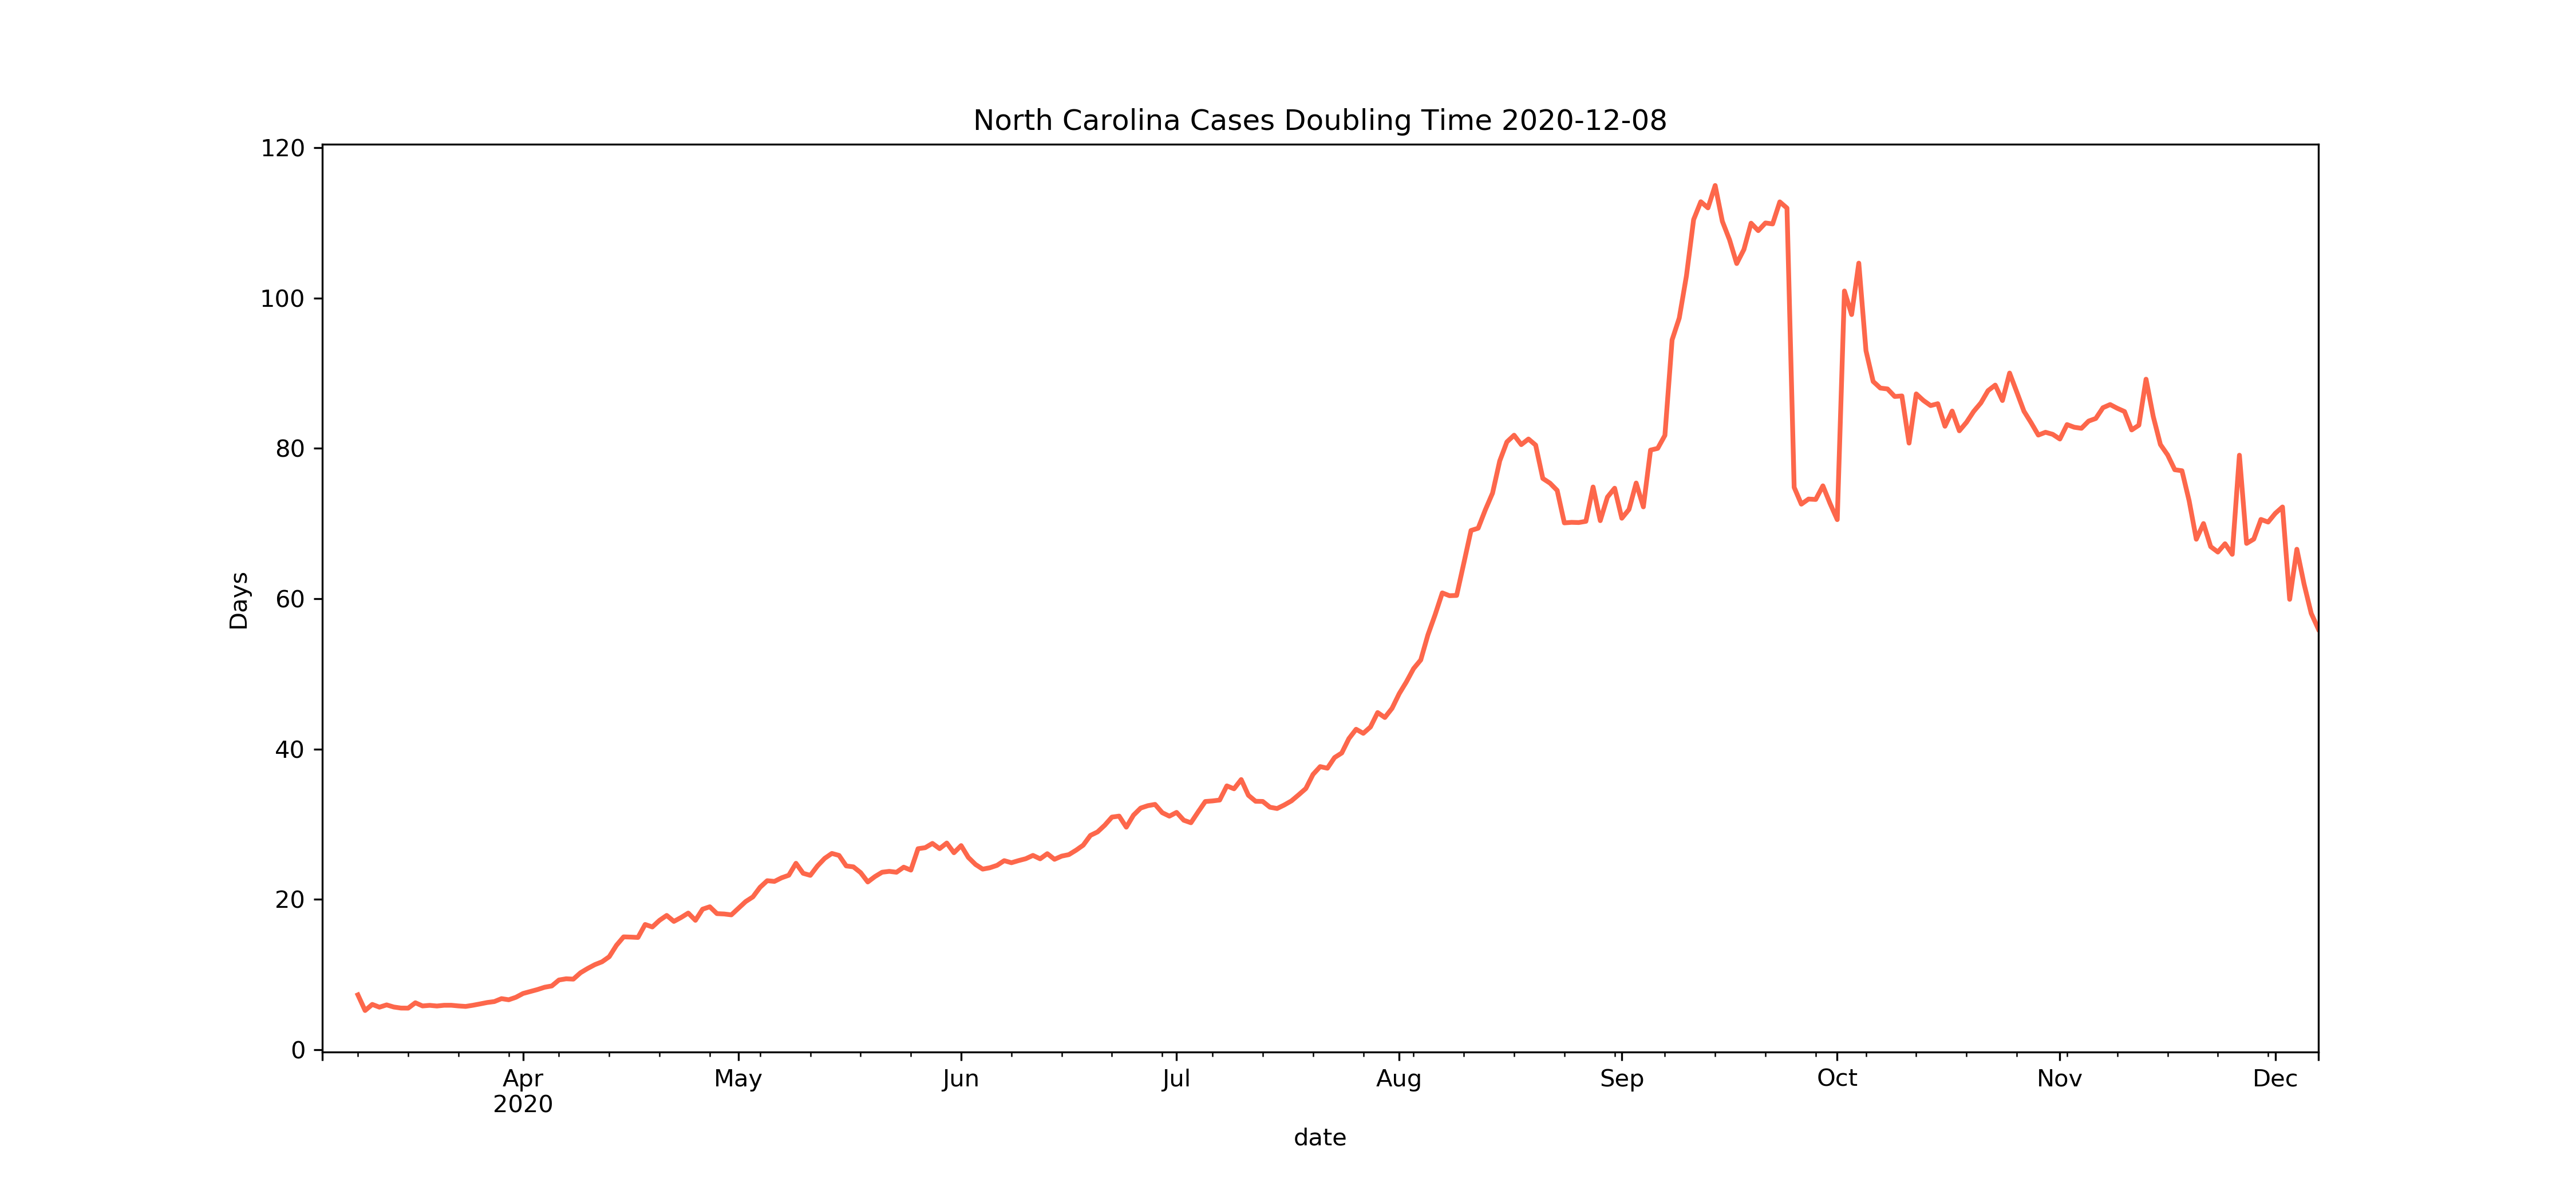 North Carolina Cases Doubling Time 2020-12-08
120
100
80
60
40
20
0
Days
Apr May Jun Jul Aug Sep Oct Nov Dec
2020
date